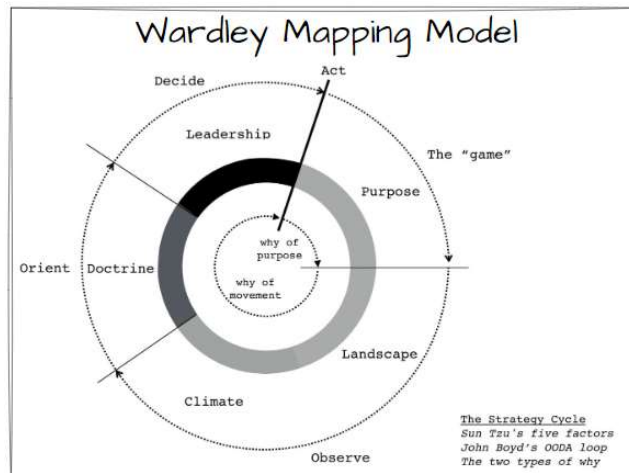 Wardley Mapping Model
Act
Decide
Leadership
The "game"
Purpose
why of
purpose
Orient
Doctrine
why of
movement
Landscape
Climate
Observe
The Strategy Cycle
Sun Tzu's five factors
John Boyd's OODA loop
The two types of why